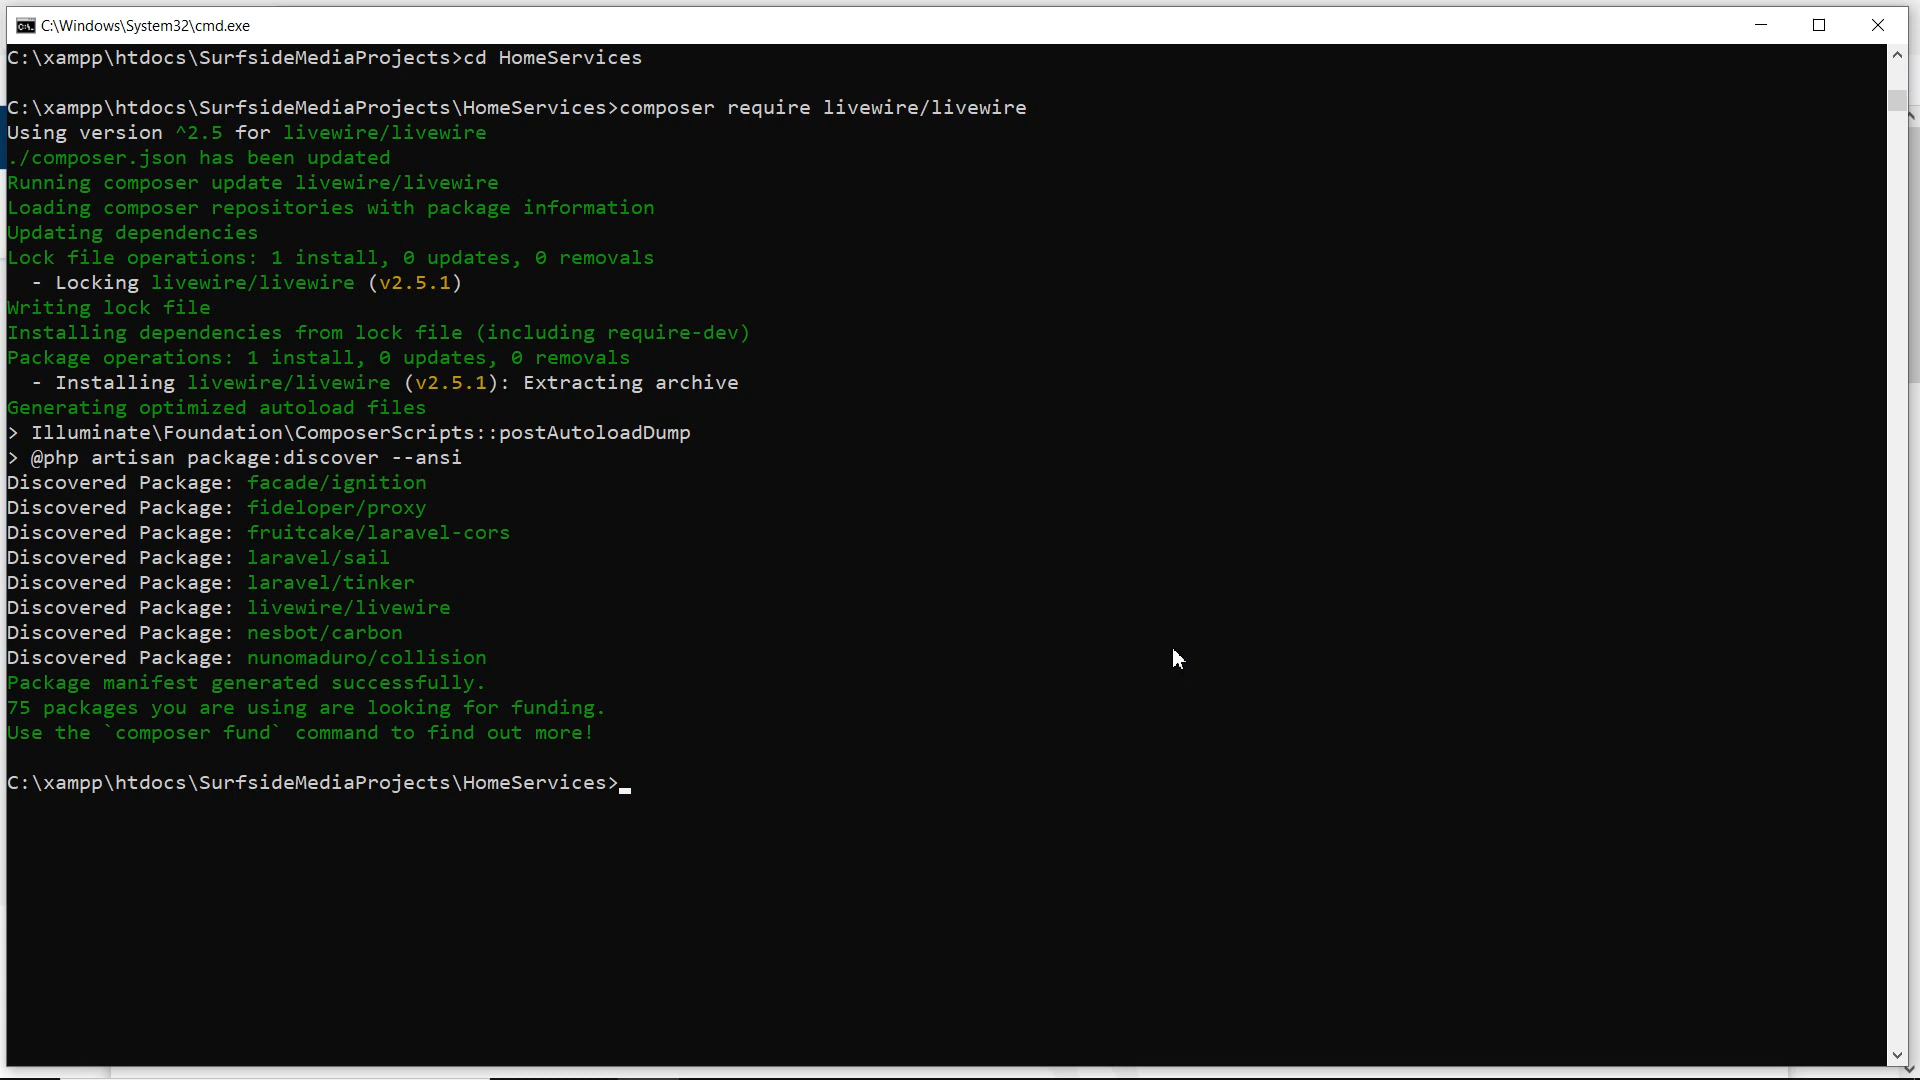 C:\Windows\System32\cmd.exe
C:\xampp\htdocs\SurfsideMediaProjects>cd HomeServices
C:\xampp\htdocs\SurfsideMediaProjects\HomeServices>composer require livewire/livewire
Using version ^2.5 for livewire/livewire
./composer.json has been updated
Running composer update livewire/livewire
Loading composer repositories with package information
Updating dependencies
Lock file operations: 1 install, 0 updates, 0 removals
  - Locking livewire/livewire (v2.5.1)
Writing lock file
Installing dependencies from lock file (including require-dev)
Package operations: 1 install, 0 updates, 0 removals
  - Installing livewire/livewire (v2.5.1): Extracting archive
Generating optimized autoload files
> Illuminate\Foundation\ComposerScripts::postAutoloadDump
> @php artisan package:discover --ansi
Discovered Package: facade/ignition
Discovered Package: fideloper/proxy
Discovered Package: fruitcake/laravel-cors
Discovered Package: laravel/sail
Discovered Package: laravel/tinker
Discovered Package: livewire/livewire
Discovered Package: nesbot/carbon
Discovered Package: nunomaduro/collision
Package manifest generated successfully.
75 packages you are using are looking for funding.
Use the `composer fund` command to find out more!
C:\xampp\htdocs\SurfsideMediaProjects\HomeServices>